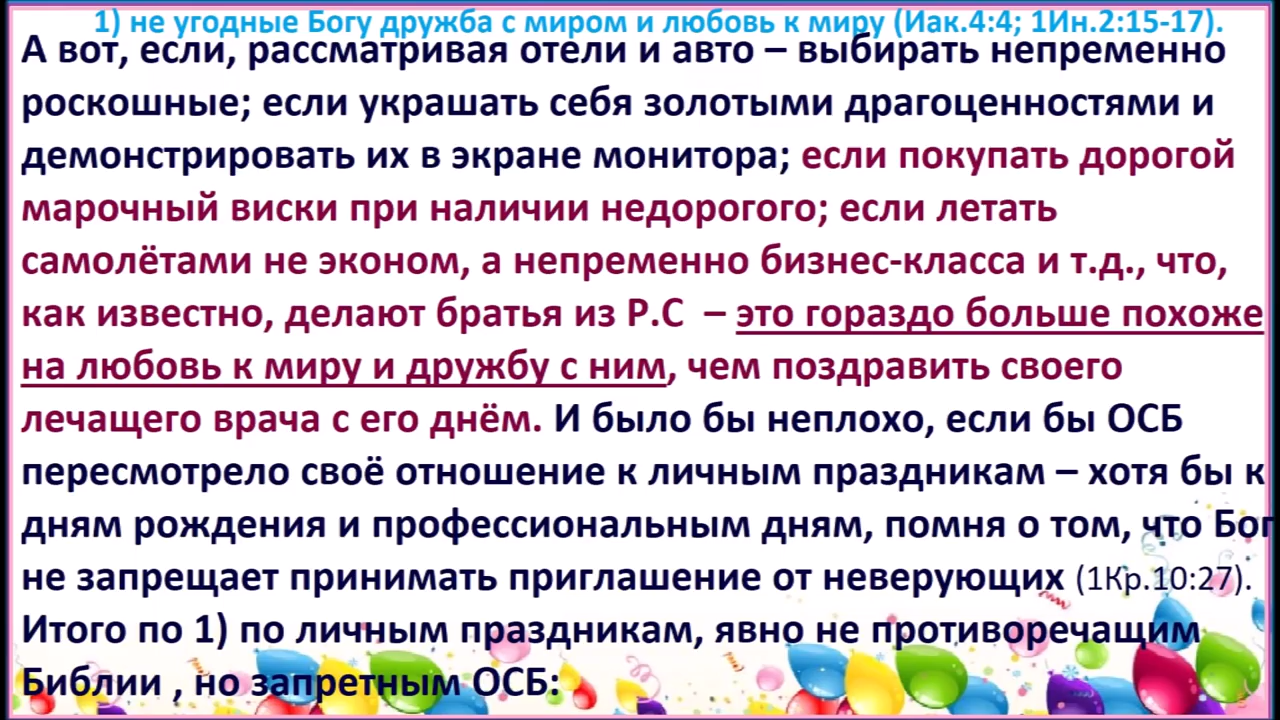 1) не угодные Богу дружба с миром и любовь к миру (Иак.4:4; 1Ин.2:15-17).
А вот, если, рассматривая отели и авто – выбирать непременно
роскошные; если украшать себя золотыми драгоценностями и
демонстрировать их в экране монитора; если покупать дорогой
марочный виски при наличии недорогого; если летать
самолётами не эконом, а непременно бизнес-класса и т.д., что,
как известно, делают братья из Р.С – это гораздо больше похоже
на любовь к миру и дружбу с ним, чем поздравить своего
лечащего врача с его днём. И было бы неплохо, если бы ОСБ
пересмотрело своё отношение к личным праздникам – хотя бы к
дням рождения и профессиональным дням, помня о том, что Бог
не запрещает принимать приглашение от неверующих (1Кр.10:27).
Итого по 1) по личным праздникам, явно не противоречащим
Библии , но запретным ОСБ: